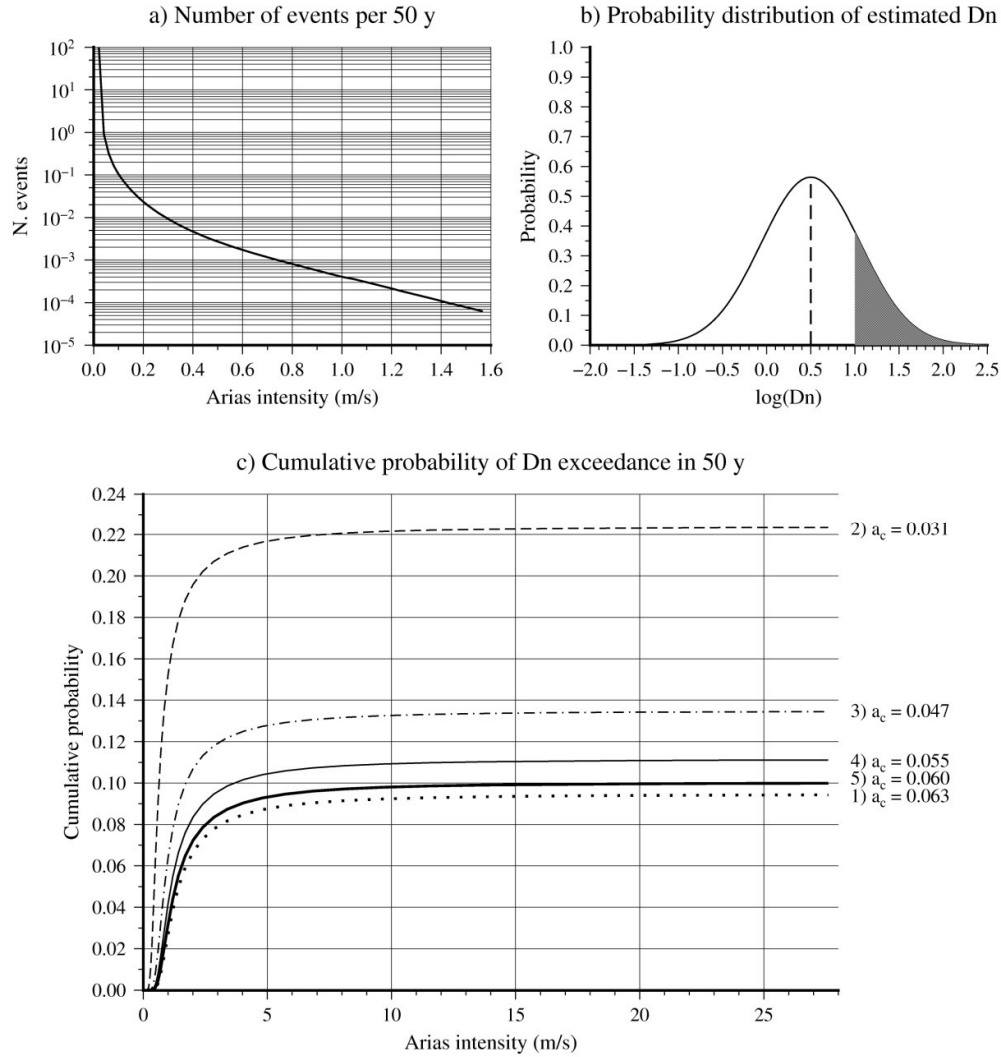 a) Number of events per 50 y
10²
10¹
10⁰
10⁻¹
10⁻²
10⁻³
10⁻⁴
10⁻⁵
N. events
0.0 0.2 0.4 0.6 0.8 1.0 1.2 1.4 1.6
Arias intensity (m/s)
b) Probability distribution of estimated Dn
1.0
0.9
0.8
0.7
0.6
0.5
0.4
0.3
0.2
0.1
0.0
Probability
−2.0 −1.5 −1.0 −0.5 0.0 0.5 1.0 1.5 2.0 2.5
log(Dn)
c) Cumulative probability of Dn exceedance in 50 y
0.24
0.22
0.20
0.18
0.16
0.14
0.12
0.10
0.08
0.06
0.04
0.02
0.00
Cumulative probability
0 5 10 15 20 25
Arias intensity (m/s)
2) a_c = 0.031
3) a_c = 0.047
4) a_c = 0.055
5) a_c = 0.060
1) a_c = 0.063